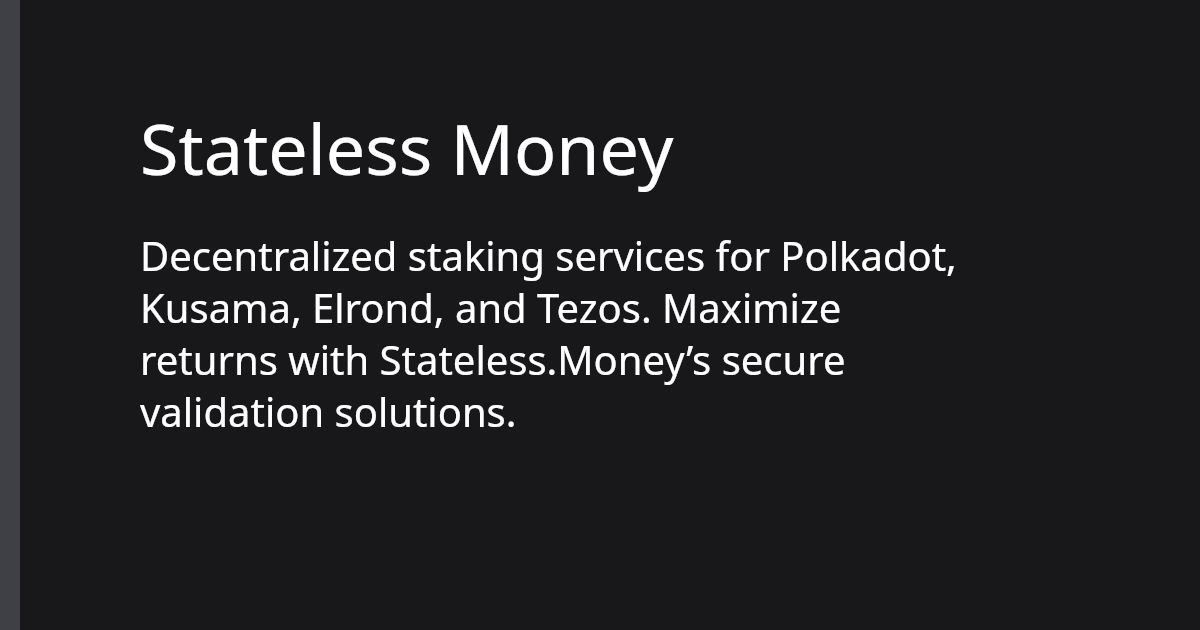 Stateless Money
Decentralized staking services for Polkadot,
Kusama, Elrond, and Tezos. Maximize
returns with Stateless.Money’s secure
validation solutions.